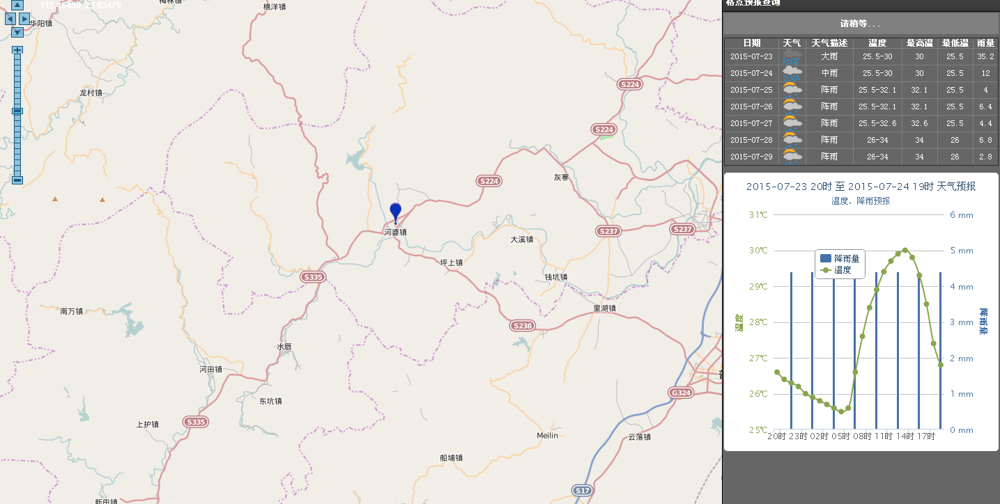 115.46490, 23.63479
梅林镇
棉洋镇
华阳镇
龙村镇
S224
S224
灰寨
S224
河婆镇
S237
S237
大溪镇
坪上镇
S335
钱坑镇
南万镇
里湖镇
S238
水唇
河田镇
G324
东坑镇
上护镇
S335
Meilin
云落镇
船埔镇
S17
新田镇
格点预报查询
请稍等...
日期 天气 天气描述 温度 最高温 最低温 雨量
2015-07-23 大雨 25.5-30 30 25.5 35.2
2015-07-24 中雨 25.5-30 30 25.5 12
2015-07-25 阵雨 25.5-32.1 32.1 25.5 4
2015-07-26 阵雨 25.5-32.1 32.1 25.5 6.4
2015-07-27 阵雨 25.5-32.6 32.6 25.5 4.4
2015-07-28 阵雨 26-34 34 26 6.8
2015-07-29 阵雨 26-34 34 26 2.8
2015-07-23 20时 至 2015-07-24 19时 天气预报
温度、降雨预报
31℃ 6 mm
30℃ 5 mm
降雨量
温度
29℃ 4 mm
28℃ 3 mm
温度
降雨量
27℃ 2 mm
26℃ 1 mm
25℃ 0 mm
20时 23时 02时 05时 08时 11时 14时 17时